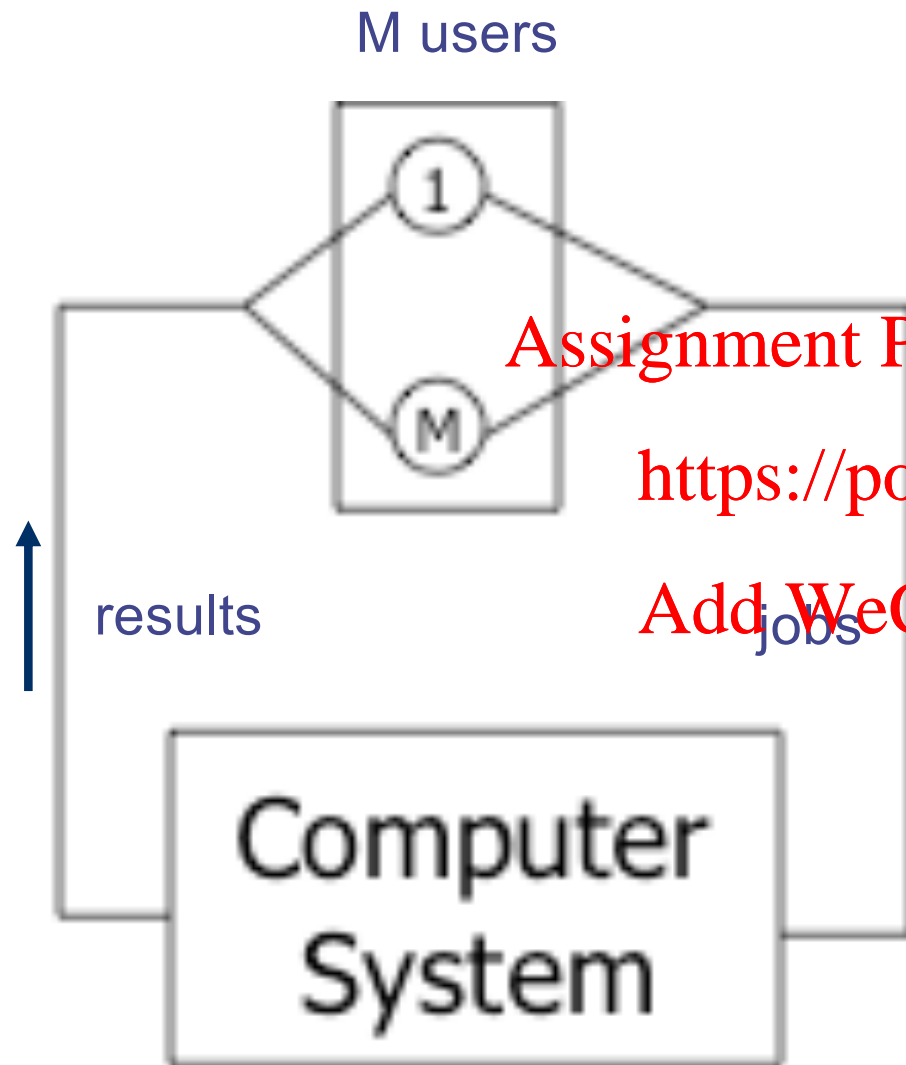 M users
1
Assignment P
M
https://po
results
Add WeC
jobs
Computer
System